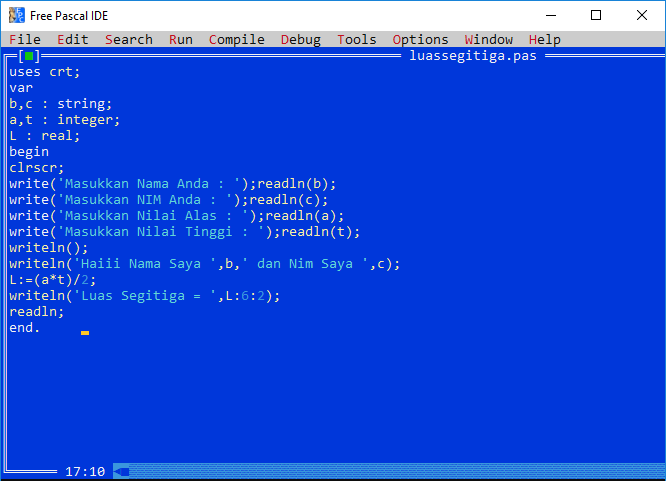 Free Pascal IDE
File Edit Search Run Compile Debug Tools Options Window Help
luassegitiga.pas
uses crt;
var
b,c : string;
a,t : integer;
L : real;
begin
clrscr;
write('Masukkan Nama Anda : ');readln(b);
write('Masukkan NIM Anda : ');readln(c);
write('Masukkan Nilai Alas : ');readln(a);
write('Masukkan Nilai Tinggi : ');readln(t);
writeln();
writeln('Haiii Nama Saya ',b,' dan Nim Saya ',c);
L:=(a*t)/2;
writeln('Luas Segitiga = ',L:6:2);
readln;
end.
17:10